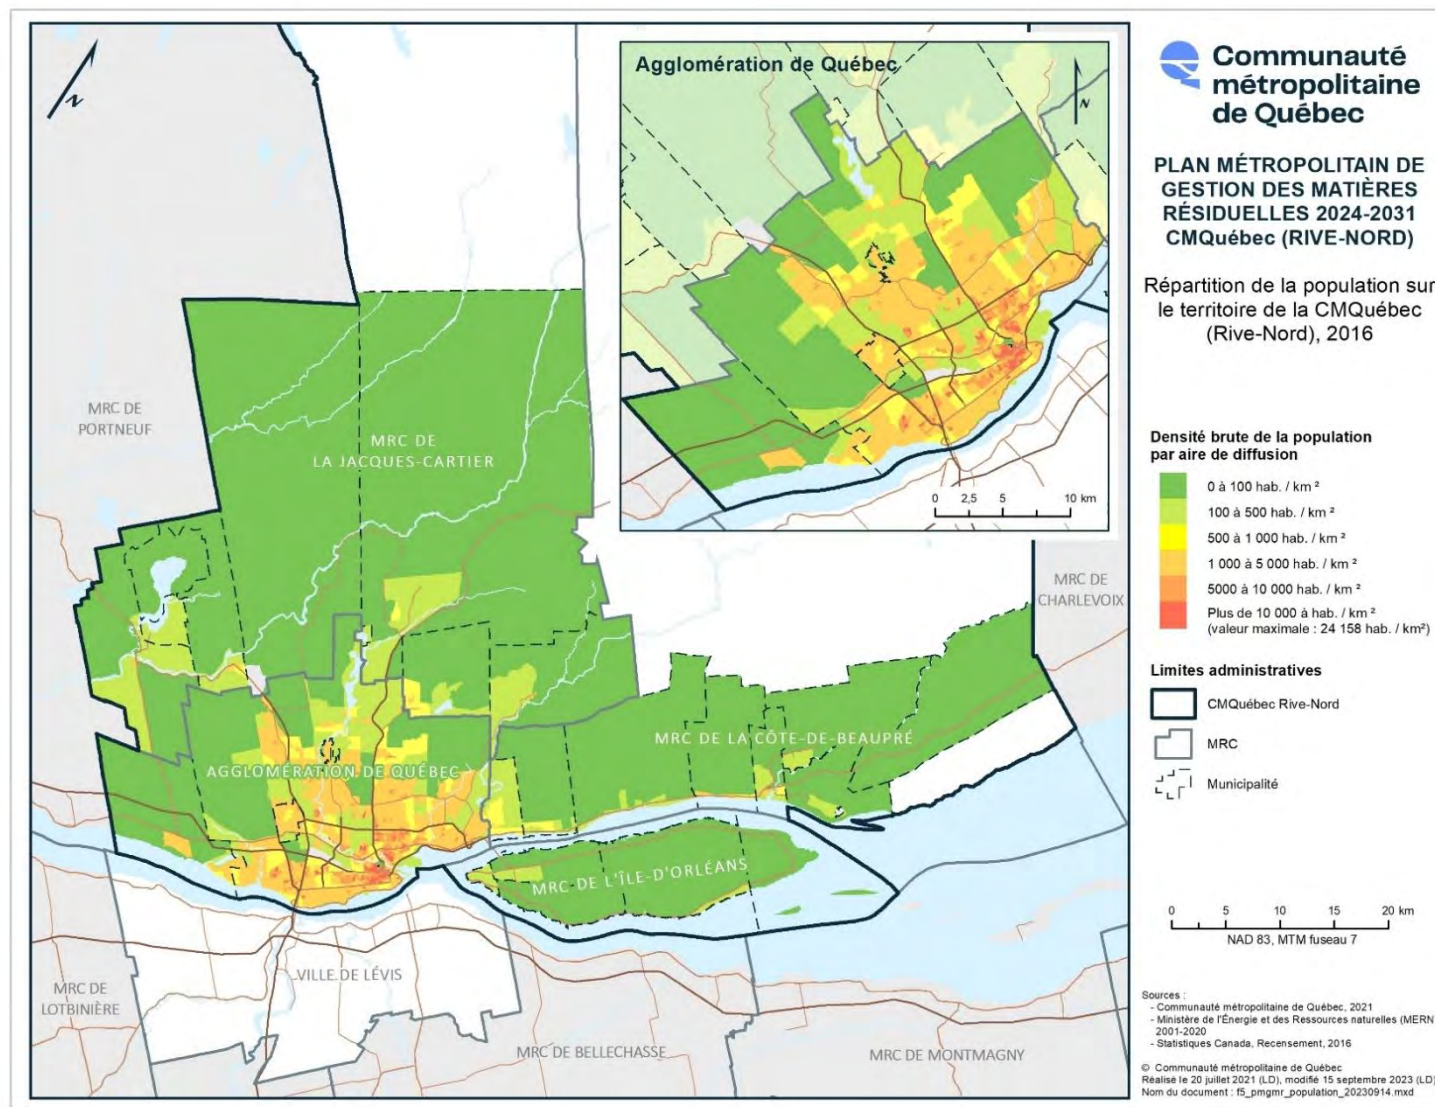 N
MRC DE
PORTNEUF
MRC DE
LA JACQUES-CARTIER
AGGLOMÉRATION DE QUÉBEC
MRC DE LA CÔTE-DE-BEAUPRÉ
MRC DE L'ÎLE-D'ORLÉANS
MRC DE
CHARLEVOIX
VILLE DE LÉVIS
MRC DE
LOTBINIÈRE
MRC DE BELLECHASSE
MRC DE MONTMAGNY
Agglomération de Québec
N
0 2,5 5 10 km
Communauté
métropolitaine
de Québec
PLAN MÉTROPOLITAIN DE
GESTION DES MATIÈRES
RÉSIDUELLES 2024-2031
CMQuébec (RIVE-NORD)
Répartition de la population sur
le territoire de la CMQuébec
(Rive-Nord), 2016
Densité brute de la population
par aire de diffusion
0 à 100 hab. / km ²
100 à 500 hab. / km ²
500 à 1 000 hab. / km ²
1 000 à 5 000 hab. / km ²
5000 à 10 000 hab. / km ²
Plus de 10 000 à hab. / km ²
(valeur maximale : 24 158 hab. / km²)
Limites administratives
CMQuébec Rive-Nord
MRC
Municipalité
0 5 10 15 20 km
NAD 83, MTM fuseau 7
Sources :
- Communauté métropolitaine de Québec, 2021
- Ministère de l'Énergie et des Ressources naturelles (MERN
2001-2020
- Statistiques Canada, Recensement, 2016
© Communauté métropolitaine de Québec
Réalisé le 20 juillet 2021 (LD), modifié 15 septembre 2023 (LD)
Nom du document : f5_pmgmr_population_20230914.mxd